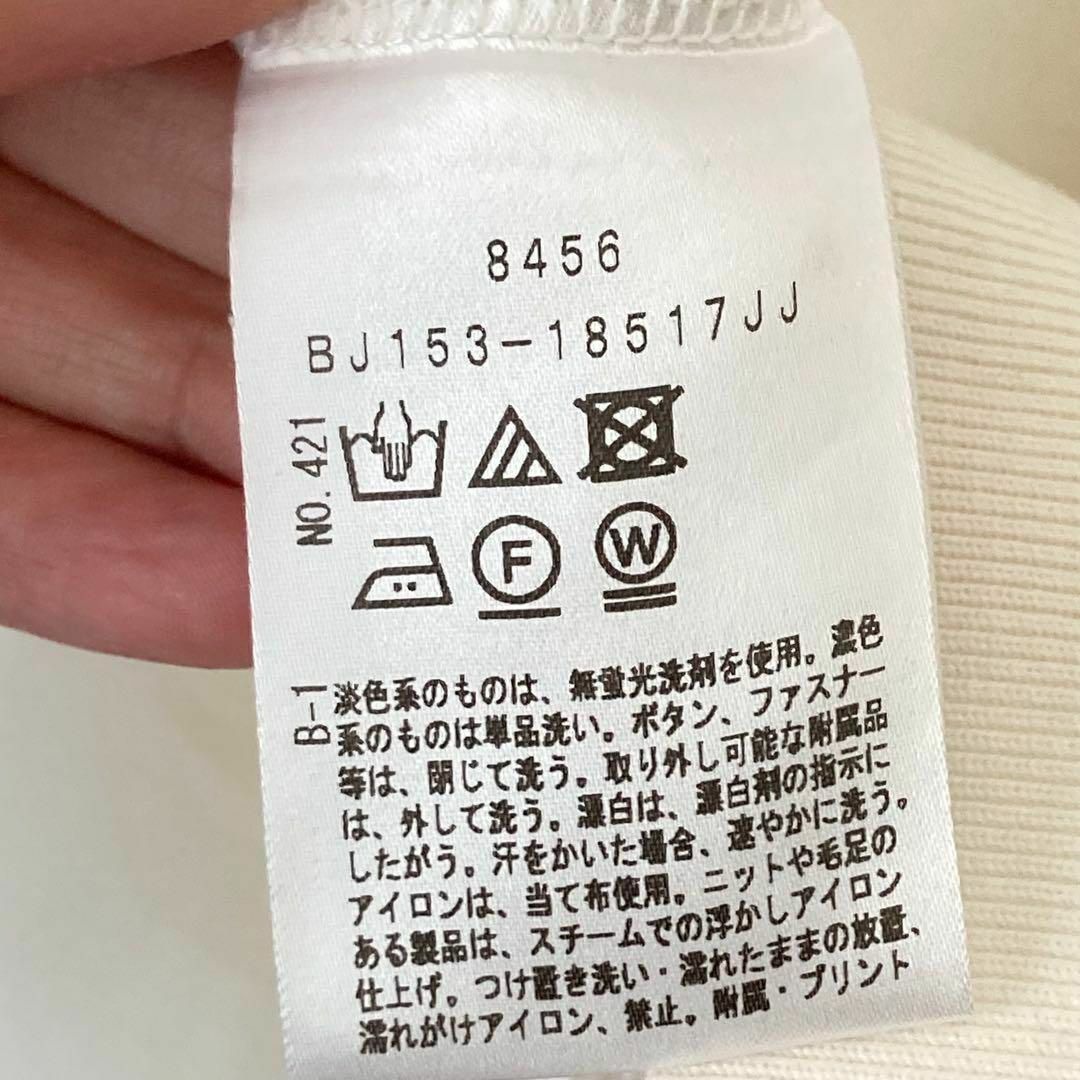 8456
BJ153-18517JJ
NO.421
F
W
B-1
淡色系のものは、無蛍光洗剤を使用。濃色
系のものは単品洗い。ボタン、ファスナー
等は、閉じて洗う。取り外し可能な附属品
は、外して洗う。漂白は、漂白剤の指示に
したがう。汗をかいた場合、速やかに洗う。
アイロンは、当て布使用。ニットや毛足の
ある製品は、スチームでの浮かしアイロン
仕上げ。つけ置き洗い・濡れたままの放置、
濡れがけアイロン、禁止。附属・プリント